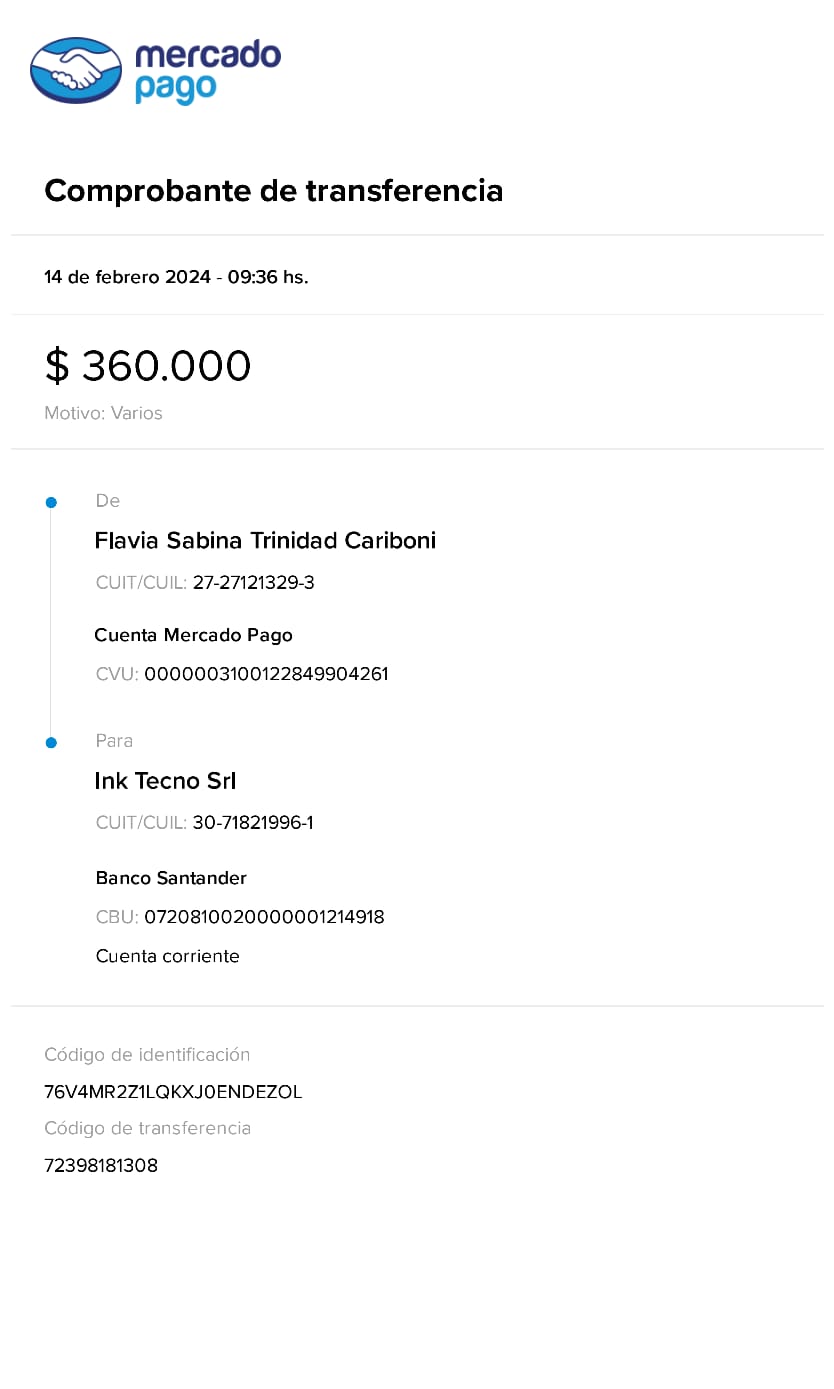 mercado
pago
Comprobante de transferencia
14 de febrero 2024 - 09:36 hs.
$ 360.000
Motivo: Varios
De
Flavia Sabina Trinidad Cariboni
CUIT/CUIL: 27-27121329-3
Cuenta Mercado Pago
CVU: 0000003100122849904261
Para
Ink Tecno Srl
CUIT/CUIL: 30-71821996-1
Banco Santander
CBU: 0720810020000001214918
Cuenta corriente
Código de identificación
76V4MR2Z1LQKXJ0ENDEZOL
Código de transferencia
72398181308